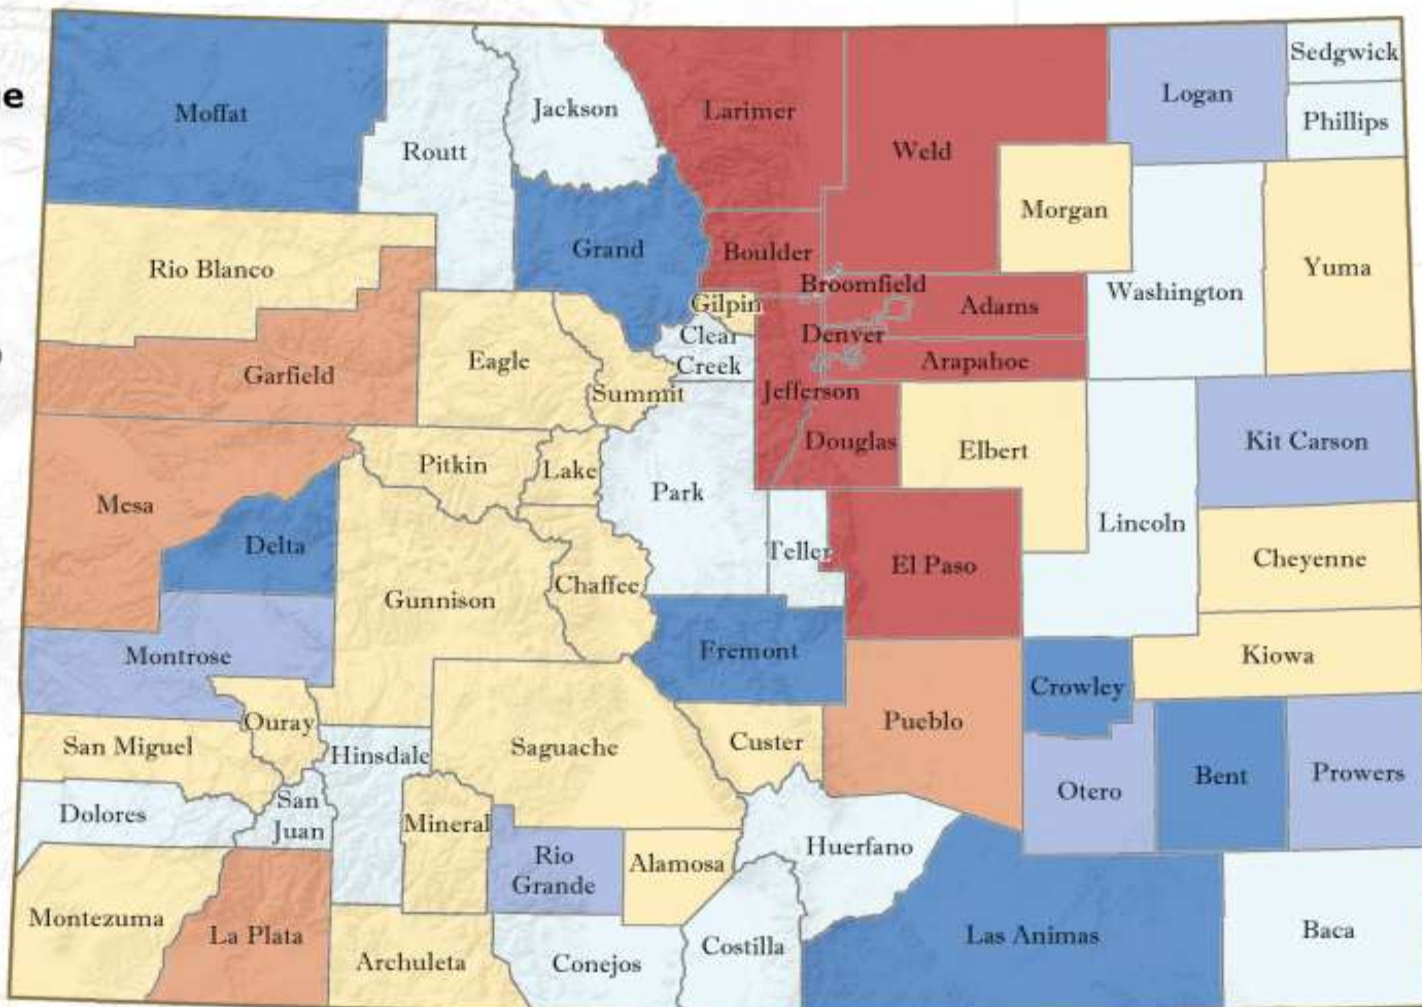 ge
Moffat
Routt
Jackson
Larimer
Weld
Logan
Sedgwick
Phillips
Morgan
Washington
Yuma
Rio Blanco
Grand
Boulder
Broomfield
Adams
Gilpin
Clear
Creek
Denver
Arapahoe
Garfield
Eagle
Summit
Jefferson
Douglas
Elbert
Kit Carson
Pitkin
Lake
Park
Lincoln
Mesa
Delta
Teller
El Paso
Cheyenne
Gunnison
Chaffee
Montrose
Fremont
Crowley
Kiowa
Ouray
San Miguel
Hinsdale
Saguache
Custer
Pueblo
Otero
Bent
Prowers
Dolores
San
Juan
Mineral
Rio
Grande
Alamosa
Huerfano
Montezuma
La Plata
Archuleta
Conejos
Costilla
Las Animas
Baca